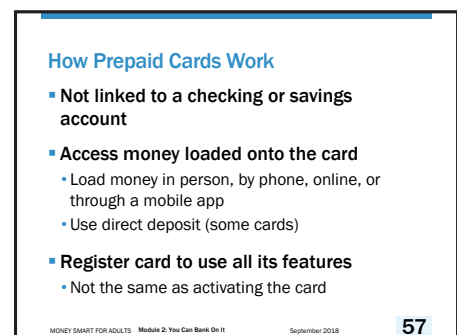 How Prepaid Cards Work
▪ Not linked to a checking or savings
account
▪ Access money loaded onto the card
• Load money in person, by phone, online, or
through a mobile app
• Use direct deposit (some cards)
▪ Register card to use all its features
• Not the same as activating the card
MONEY SMART FOR ADULTS Module 2: You Can Bank On It September 2018 57